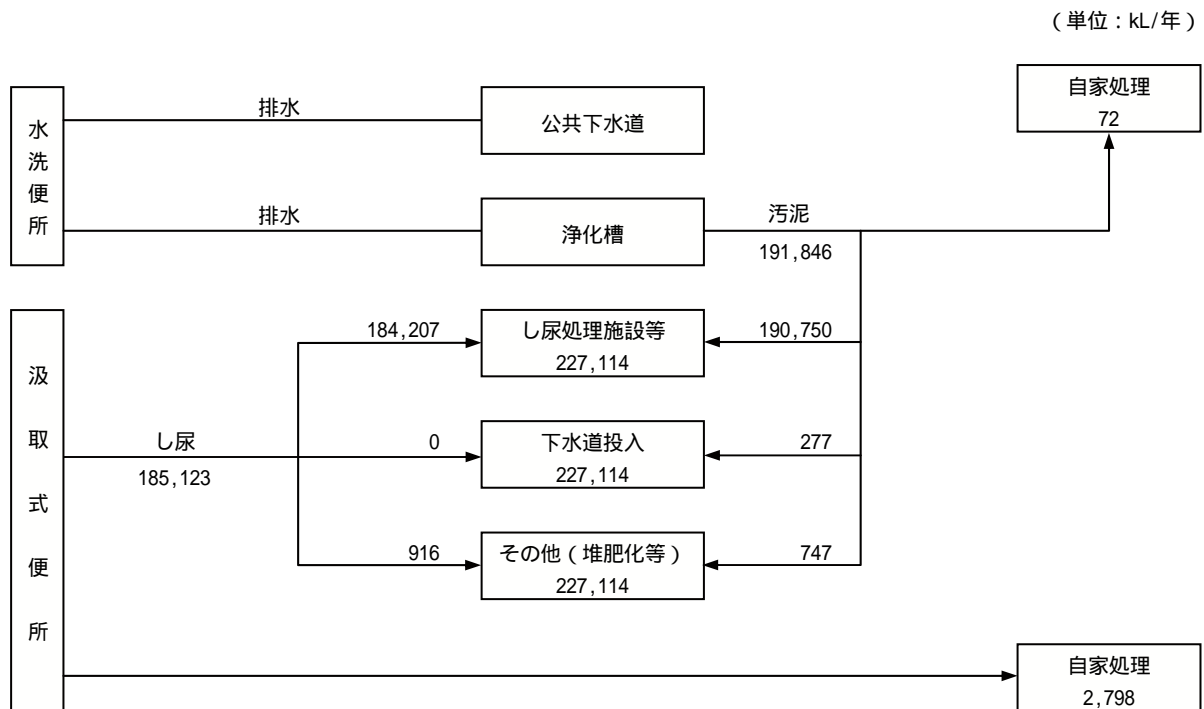 (単位:kL/年)
自家処理
72
水洗便所
排水
公共下水道
排水
浄化槽
汚泥
191,846
汲取式便所
184,207
し尿処理施設等
227,114
190,750
し尿
185,123
0
下水道投入
227,114
277
916
その他(堆肥化等)
227,114
747
自家処理
2,798